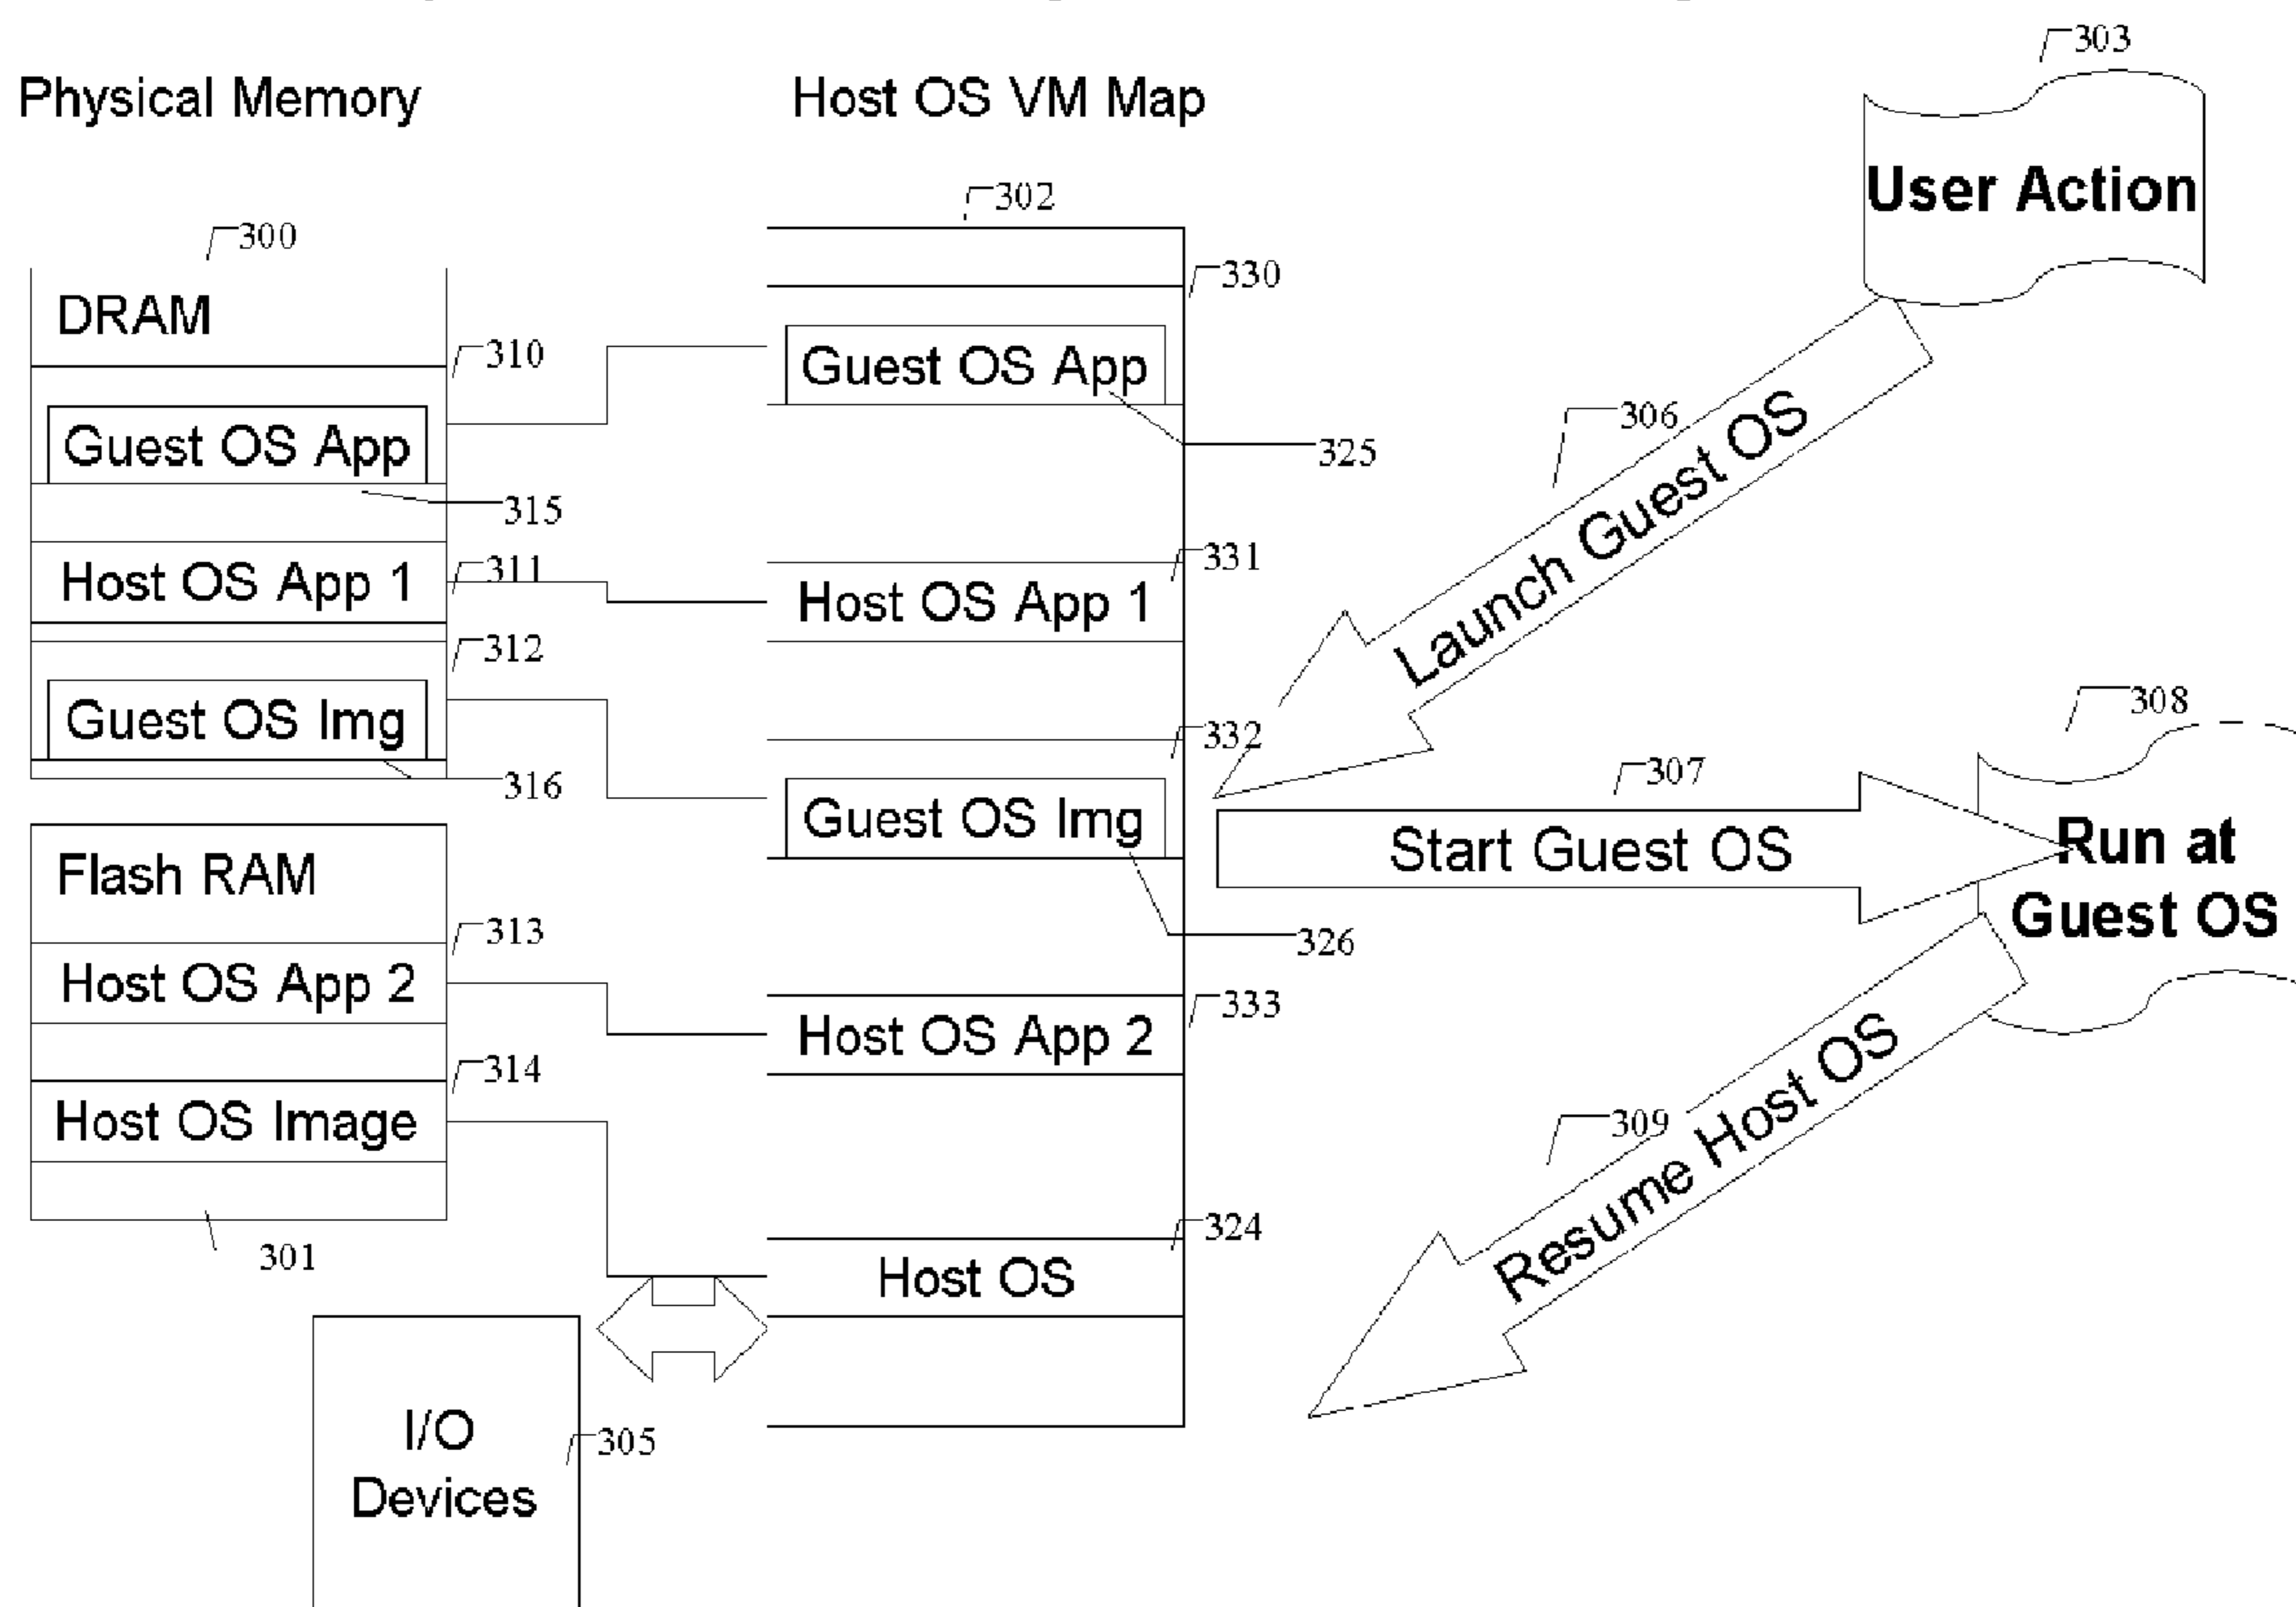 Physical Memory
Host OS VM Map
303
User Action
302
300
330
DRAM
310
Guest OS App
Guest OS App
325
306
Launch Guest OS
315
331
Host OS App 1
311
Host OS App 1
312
332
308
Guest OS Img
316
Guest OS Img
307
Start Guest OS
Run at
Guest OS
Flash RAM
326
313
Host OS App 2
333
Host OS App 2
314
Host OS Image
309
Resume Host OS
324
301
Host OS
I/O
Devices
305